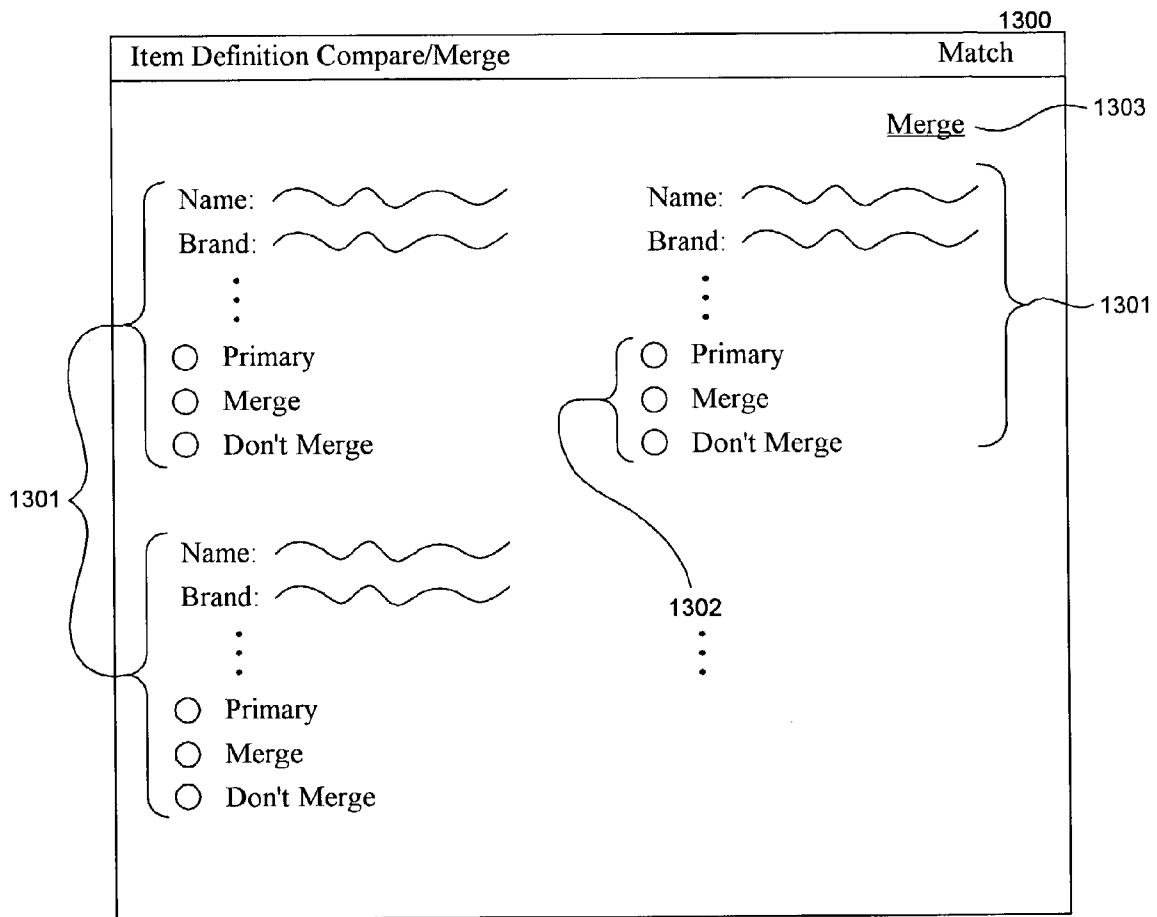 1300
Item Definition Compare/Merge Match
1303
Merge
Name: Name:
Brand: Brand:
1301
Primary Primary
Merge Merge
Don't Merge Don't Merge
1301
Name:
Brand:
1302
Primary
Merge
Don't Merge